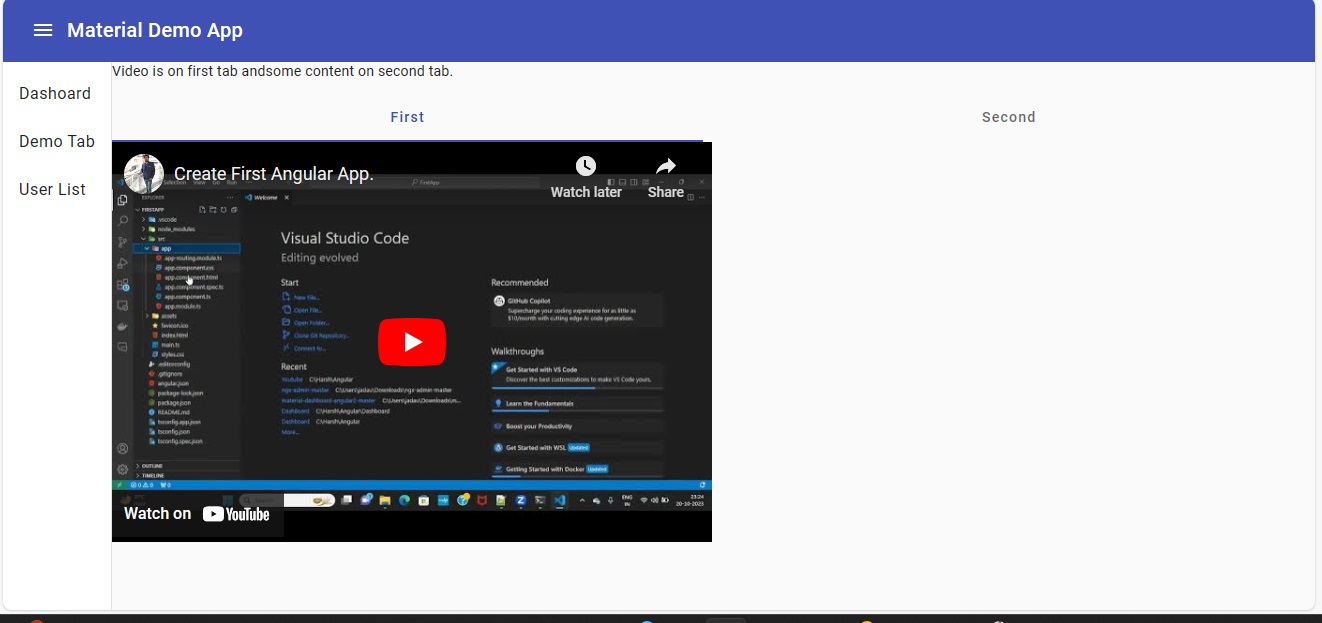 Material Demo App
Video is on first tab andsome content on second tab.
Dashoard
Demo Tab
User List
First
Second
Create First Angular App.
Watch later
Share
Selection View Go Run
FirstApp
EXPLORER
Welcome
FIRSTAPP
.vscode
node_modules
src
app
app-routing.module.ts
app.component.css
app.component.html
app.component.spec.ts
app.component.ts
app.module.ts
assets
favicon.ico
index.html
main.ts
styles.css
.editorconfig
.gitignore
angular.json
package-lock.json
package.json
README.md
tsconfig.app.json
tsconfig.json
tsconfig.spec.json
OUTLINE
TIMELINE
Visual Studio Code
Editing evolved
Start
New File...
Open File...
Open Folder...
Clone Git Repository...
Connect to...
Recent
Youtube C:\Harsh\Angular
ngx-admin-master C:\Users\jadau\Downloads\ngx-admin-master
material-dashboard-angular2-master C:\Users\jadau\Downloads\m...
Dashboard C:\Harsh\Angular\Dashboard
Dashboard C:\Harsh\Angular
More...
Recommended
GitHub Copilot
Supercharge your coding experience for as little as
$10/month with cutting edge AI code generation.
Walkthroughs
Get Started with VS Code
Discover the best customizations to make VS Code yours.
Learn the Fundamentals
Boost your Productivity
Get Started with WSL Updated
Getting Started with Docker Updated
Watch on YouTube
ENG
IN
23:24
20-10-2023